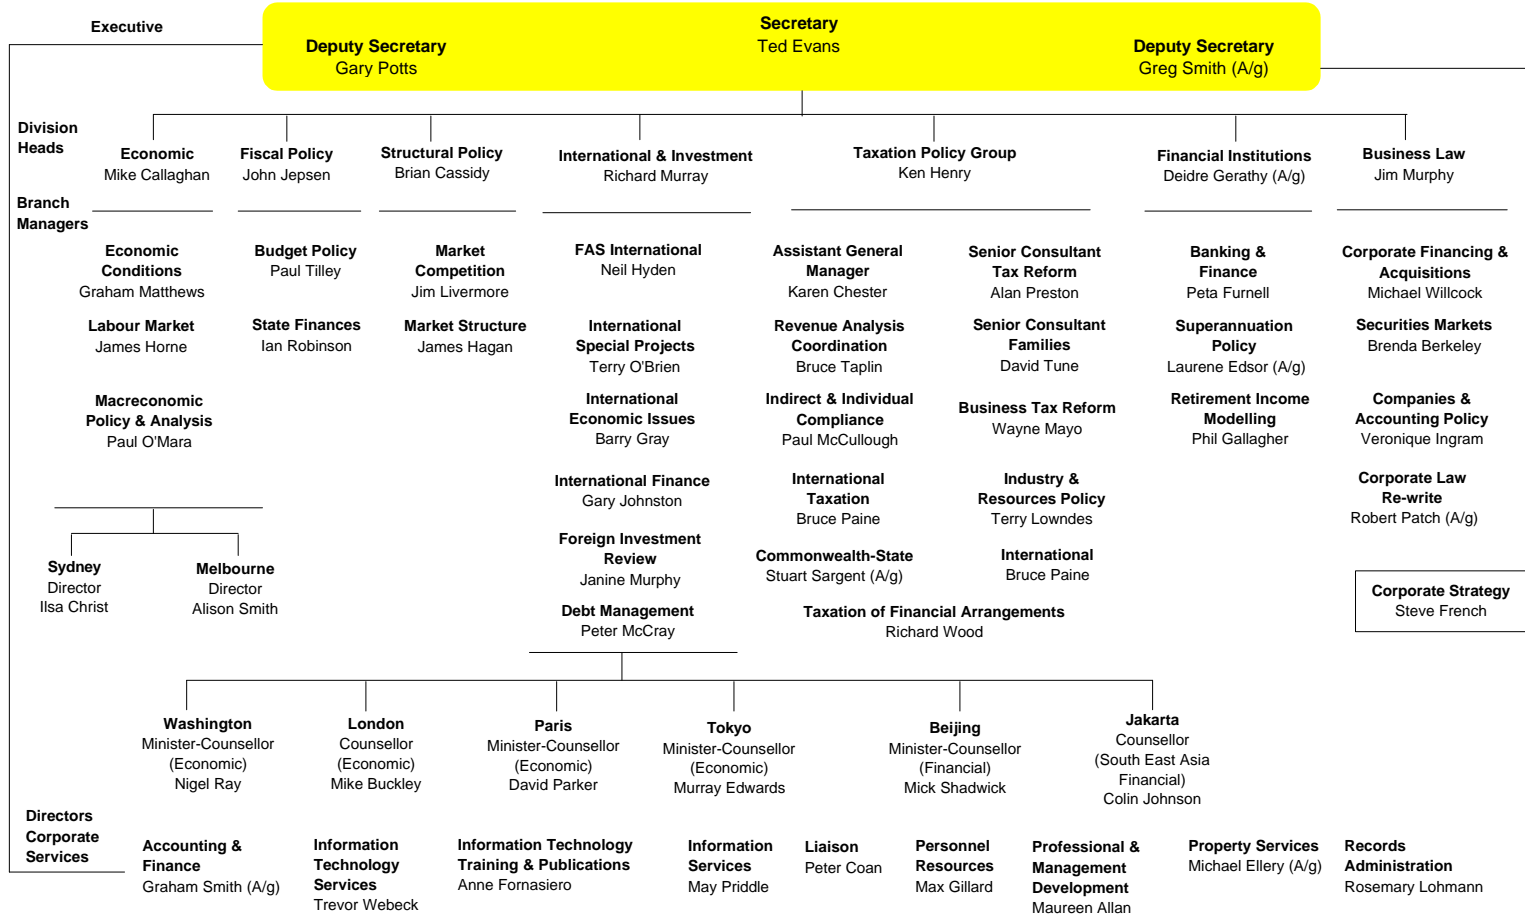 Executive
Secretary
Ted Evans
Deputy Secretary
Gary Potts
Deputy Secretary
Greg Smith (A/g)
Division
Heads
Economic
Mike Callaghan
Fiscal Policy
John Jepsen
Structural Policy
Brian Cassidy
International & Investment
Richard Murray
Taxation Policy Group
Ken Henry
Financial Institutions
Deidre Gerathy (A/g)
Business Law
Jim Murphy
Branch
Managers
Economic
Conditions
Graham Matthews
Labour Market
James Horne
Macreconomic
Policy & Analysis
Paul O'Mara
Sydney
Director
Ilsa Christ
Melbourne
Director
Alison Smith
Budget Policy
Paul Tilley
State Finances
Ian Robinson
Market
Competition
Jim Livermore
Market Structure
James Hagan
FAS International
Neil Hyden
International
Special Projects
Terry O'Brien
International
Economic Issues
Barry Gray
International Finance
Gary Johnston
Foreign Investment
Review
Janine Murphy
Debt Management
Peter McCray
Assistant General
Manager
Karen Chester
Revenue Analysis
Coordination
Bruce Taplin
Indirect & Individual
Compliance
Paul McCullough
International
Taxation
Bruce Paine
Commonwealth-State
Stuart Sargent (A/g)
Senior Consultant
Tax Reform
Alan Preston
Senior Consultant
Families
David Tune
Business Tax Reform
Wayne Mayo
Industry &
Resources Policy
Terry Lowndes
International
Bruce Paine
Taxation of Financial Arrangements
Richard Wood
Banking &
Finance
Peta Furnell
Superannuation
Policy
Laurene Edsor (A/g)
Retirement Income
Modelling
Phil Gallagher
Corporate Financing &
Acquisitions
Michael Willcock
Securities Markets
Brenda Berkeley
Companies &
Accounting Policy
Veronique Ingram
Corporate Law
Re-write
Robert Patch (A/g)
Corporate Strategy
Steve French
Washington
Minister-Counsellor
(Economic)
Nigel Ray
London
Counsellor
(Economic)
Mike Buckley
Paris
Minister-Counsellor
(Economic)
David Parker
Tokyo
Minister-Counsellor
(Economic)
Murray Edwards
Beijing
Minister-Counsellor
(Financial)
Mick Shadwick
Jakarta
Counsellor
(South East Asia
Financial)
Colin Johnson
Directors
Corporate
Services
Accounting &
Finance
Graham Smith (A/g)
Information
Technology
Services
Trevor Webeck
Information Technology
Training & Publications
Anne Fornasiero
Information
Services
May Priddle
Liaison
Peter Coan
Personnel
Resources
Max Gillard
Professional &
Management
Development
Maureen Allan
Property Services
Michael Ellery (A/g)
Records
Administration
Rosemary Lohmann